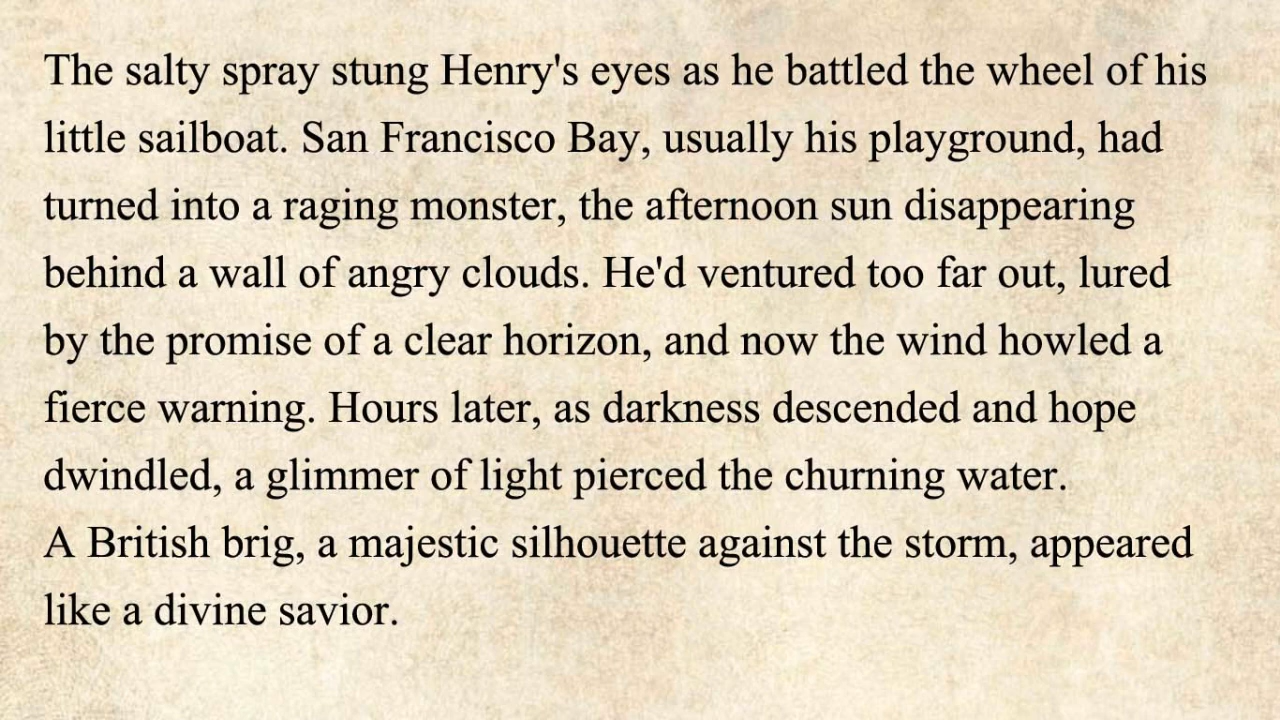 The salty spray stung Henry's eyes as he battled the wheel of his
little sailboat. San Francisco Bay, usually his playground, had
turned into a raging monster, the afternoon sun disappearing
behind a wall of angry clouds. He'd ventured too far out, lured
by the promise of a clear horizon, and now the wind howled a
fierce warning. Hours later, as darkness descended and hope
dwindled, a glimmer of light pierced the churning water.
A British brig, a majestic silhouette against the storm, appeared
like a divine savior.